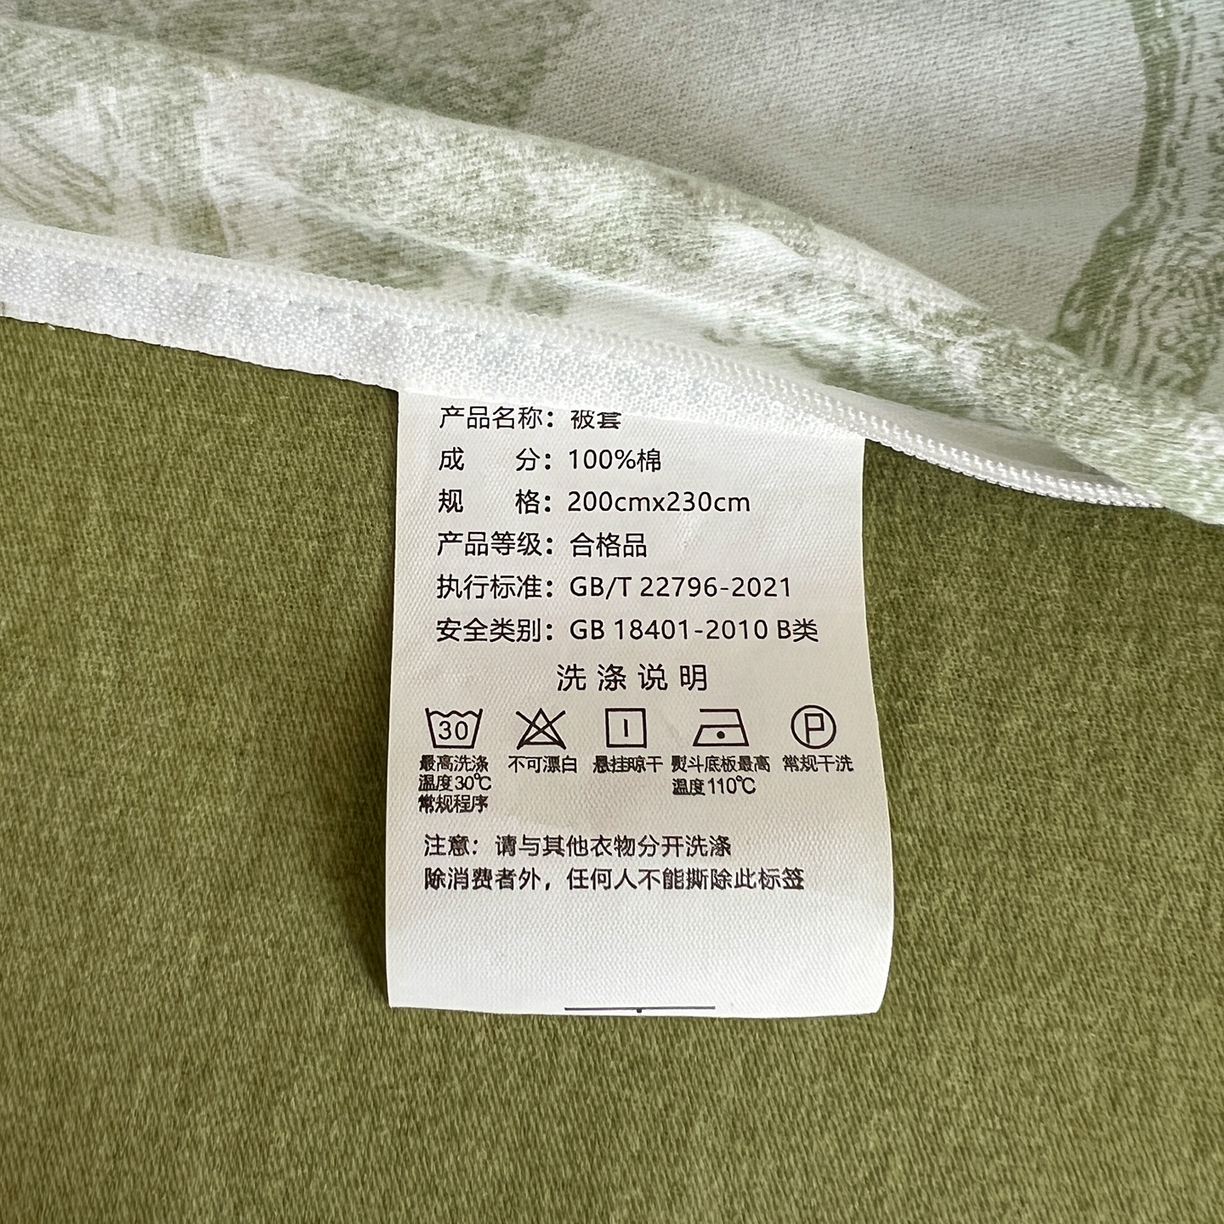 产品名称：被套
成 分：100%棉
规 格：200cmx230cm
产品等级：合格品
执行标准：GB/T 22796-2021
安全类别：GB 18401-2010 B类
洗涤说明
30 P
最高洗涤温度30℃常规程序
不可漂白
悬挂晾干
熨斗底板最高温度110℃
常规干洗
注意：请与其他衣物分开洗涤
除消费者外，任何人不能撕除此标签